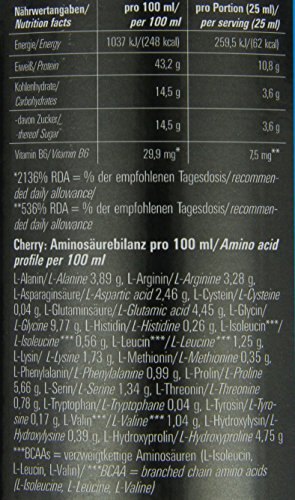 Nährwertangaben/
Nutrition facts
pro 100 ml/
per 100 ml
pro Portion (25 ml)/
per serving (25 ml)
Energie/Energy 1037 kJ/(248 kcal) 259,5 kJ/(62 kcal)
Eiweiß/Protein 43,2 g 10,8 g
Kohlenhydrate/
Carbohydrates 14,5 g 3,6 g
-davon Zucker/
-thereof Sugar 14,5 g 3,6 g
Vitamin B6/Vitamin B6 29,9 mg* 7,5 mg**
*2136% RDA = % der empfohlenen Tagesdosis/recommen-
ded daily allowance/
**536% RDA = % der empfohlenen Tagesdosis/recommen-
ded daily allowance
Cherry: Aminosäurebilanz pro 100 ml/Amino acid
profile per 100 ml
L-Alanin/L-Alanine 3,89 g, L-Arginin/L-Arginine 3,28 g,
L-Asparaginsäure/L-Aspartic acid 2,46 g, L-Cystein/L-Cysteine
0,04 g, L-Glutaminsäure/L-Glutamic acid 4,45 g, L-Glycin/
Glycine 9,77 g, L-Histidin/L-Histidine 0,26 g, L-Isoleucin***/
L-Isoleucine*** 0,56 g, L-Leucin***/L-Leucine*** 1,25 g,
L-Lysin/L-Lysine 1,73 g, L-Methionin/L-Methionine 0,35 g,
L-Phenylalanin/L-Phenylalanine 0,99 g, L-Prolin/L-Proline
5,66 g, L-Serin/L-Serine 1,34 g, L-Threonin/L-Threonine
0,78 g, L-Tryptophan/L-Tryptophane 0,04 g, L-Tyrosin/L-Tyro-
sine 0,17 g, L-Valin***/L-Valine*** 1,04 g, L-Hydroxylysin/L-
Hydroxylysine 0,39 g, L-Hydroxyprolin/L-Hydroxyproline 4,75 g
***BCAAs = verzweigtkettige Aminosäuren (L-Isoleucin,
L-Leucin, L-Valin)/***BCAA = branched chain amino acids
(L-Isoleucine, L-Leucine, L-Valine)